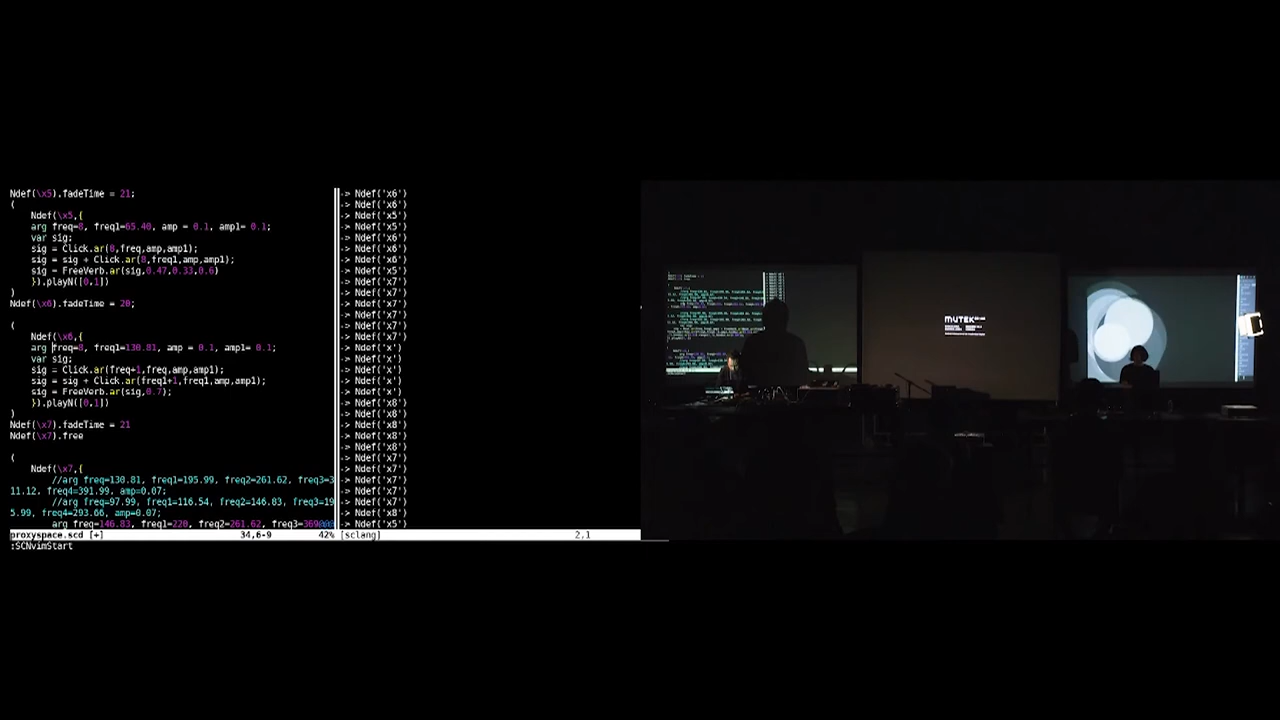 Ndef(\x5).fadeTime = 21;
(
Ndef(\x5,{
arg freq=8, freq1=65.40, amp = 0.1, amp1= 0.1;
var sig;
sig = Click.ar(8,freq,amp,amp1);
sig = sig + Click.ar(8,freq1,amp,amp1);
sig = FreeVerb.ar(sig,0.47,0.33,0.6)
}).playN([0,1])
)
Ndef(\x6).fadeTime = 20;
(
Ndef(\x6,{
arg freq=8, freq1=130.81, amp = 0.1, amp1= 0.1;
var sig;
sig = Click.ar(freq+1,freq,amp,amp1);
sig = sig + Click.ar(freq1+1,freq1,amp,amp1);
sig = FreeVerb.ar(sig,0.7);
}).playN([0,1])
)
Ndef(\x7).fadeTime = 21
Ndef(\x7).free
(
Ndef(\x7,{
//arg freq=130.81, freq1=195.99, freq2=261.62, freq3=3
11.12, freq4=391.99, amp=0.07;
//arg freq=97.99, freq1=116.54, freq2=146.83, freq3=19
5.99, freq4=293.66, amp=0.07;
arg freq=146.83, freq1=220, freq2=261.62,
proxyspace.scd [+] 34,6-9 42%
:SCNvimStart
-> Ndef('x6')
-> Ndef('x6')
-> Ndef('x5')
-> Ndef('x5')
-> Ndef('x6')
-> Ndef('x6')
-> Ndef('x6')
-> Ndef('x5')
-> Ndef('x7')
-> Ndef('x7')
-> Ndef('x7')
-> Ndef('x7')
-> Ndef('x7')
-> Ndef('x7')
-> Ndef('x')
-> Ndef('x')
-> Ndef('x')
-> Ndef('x')
-> Ndef('x')
-> Ndef('x8')
-> Ndef('x8')
-> Ndef('x8')
-> Ndef('x8')
-> Ndef('x8')
-> Ndef('x7')
-> Ndef('x7')
-> Ndef('x7')
-> Ndef('x7')
-> Ndef('x7')
-> Ndef('x8')
-> Ndef('x5')
[sclang] 2,1
MUTEK